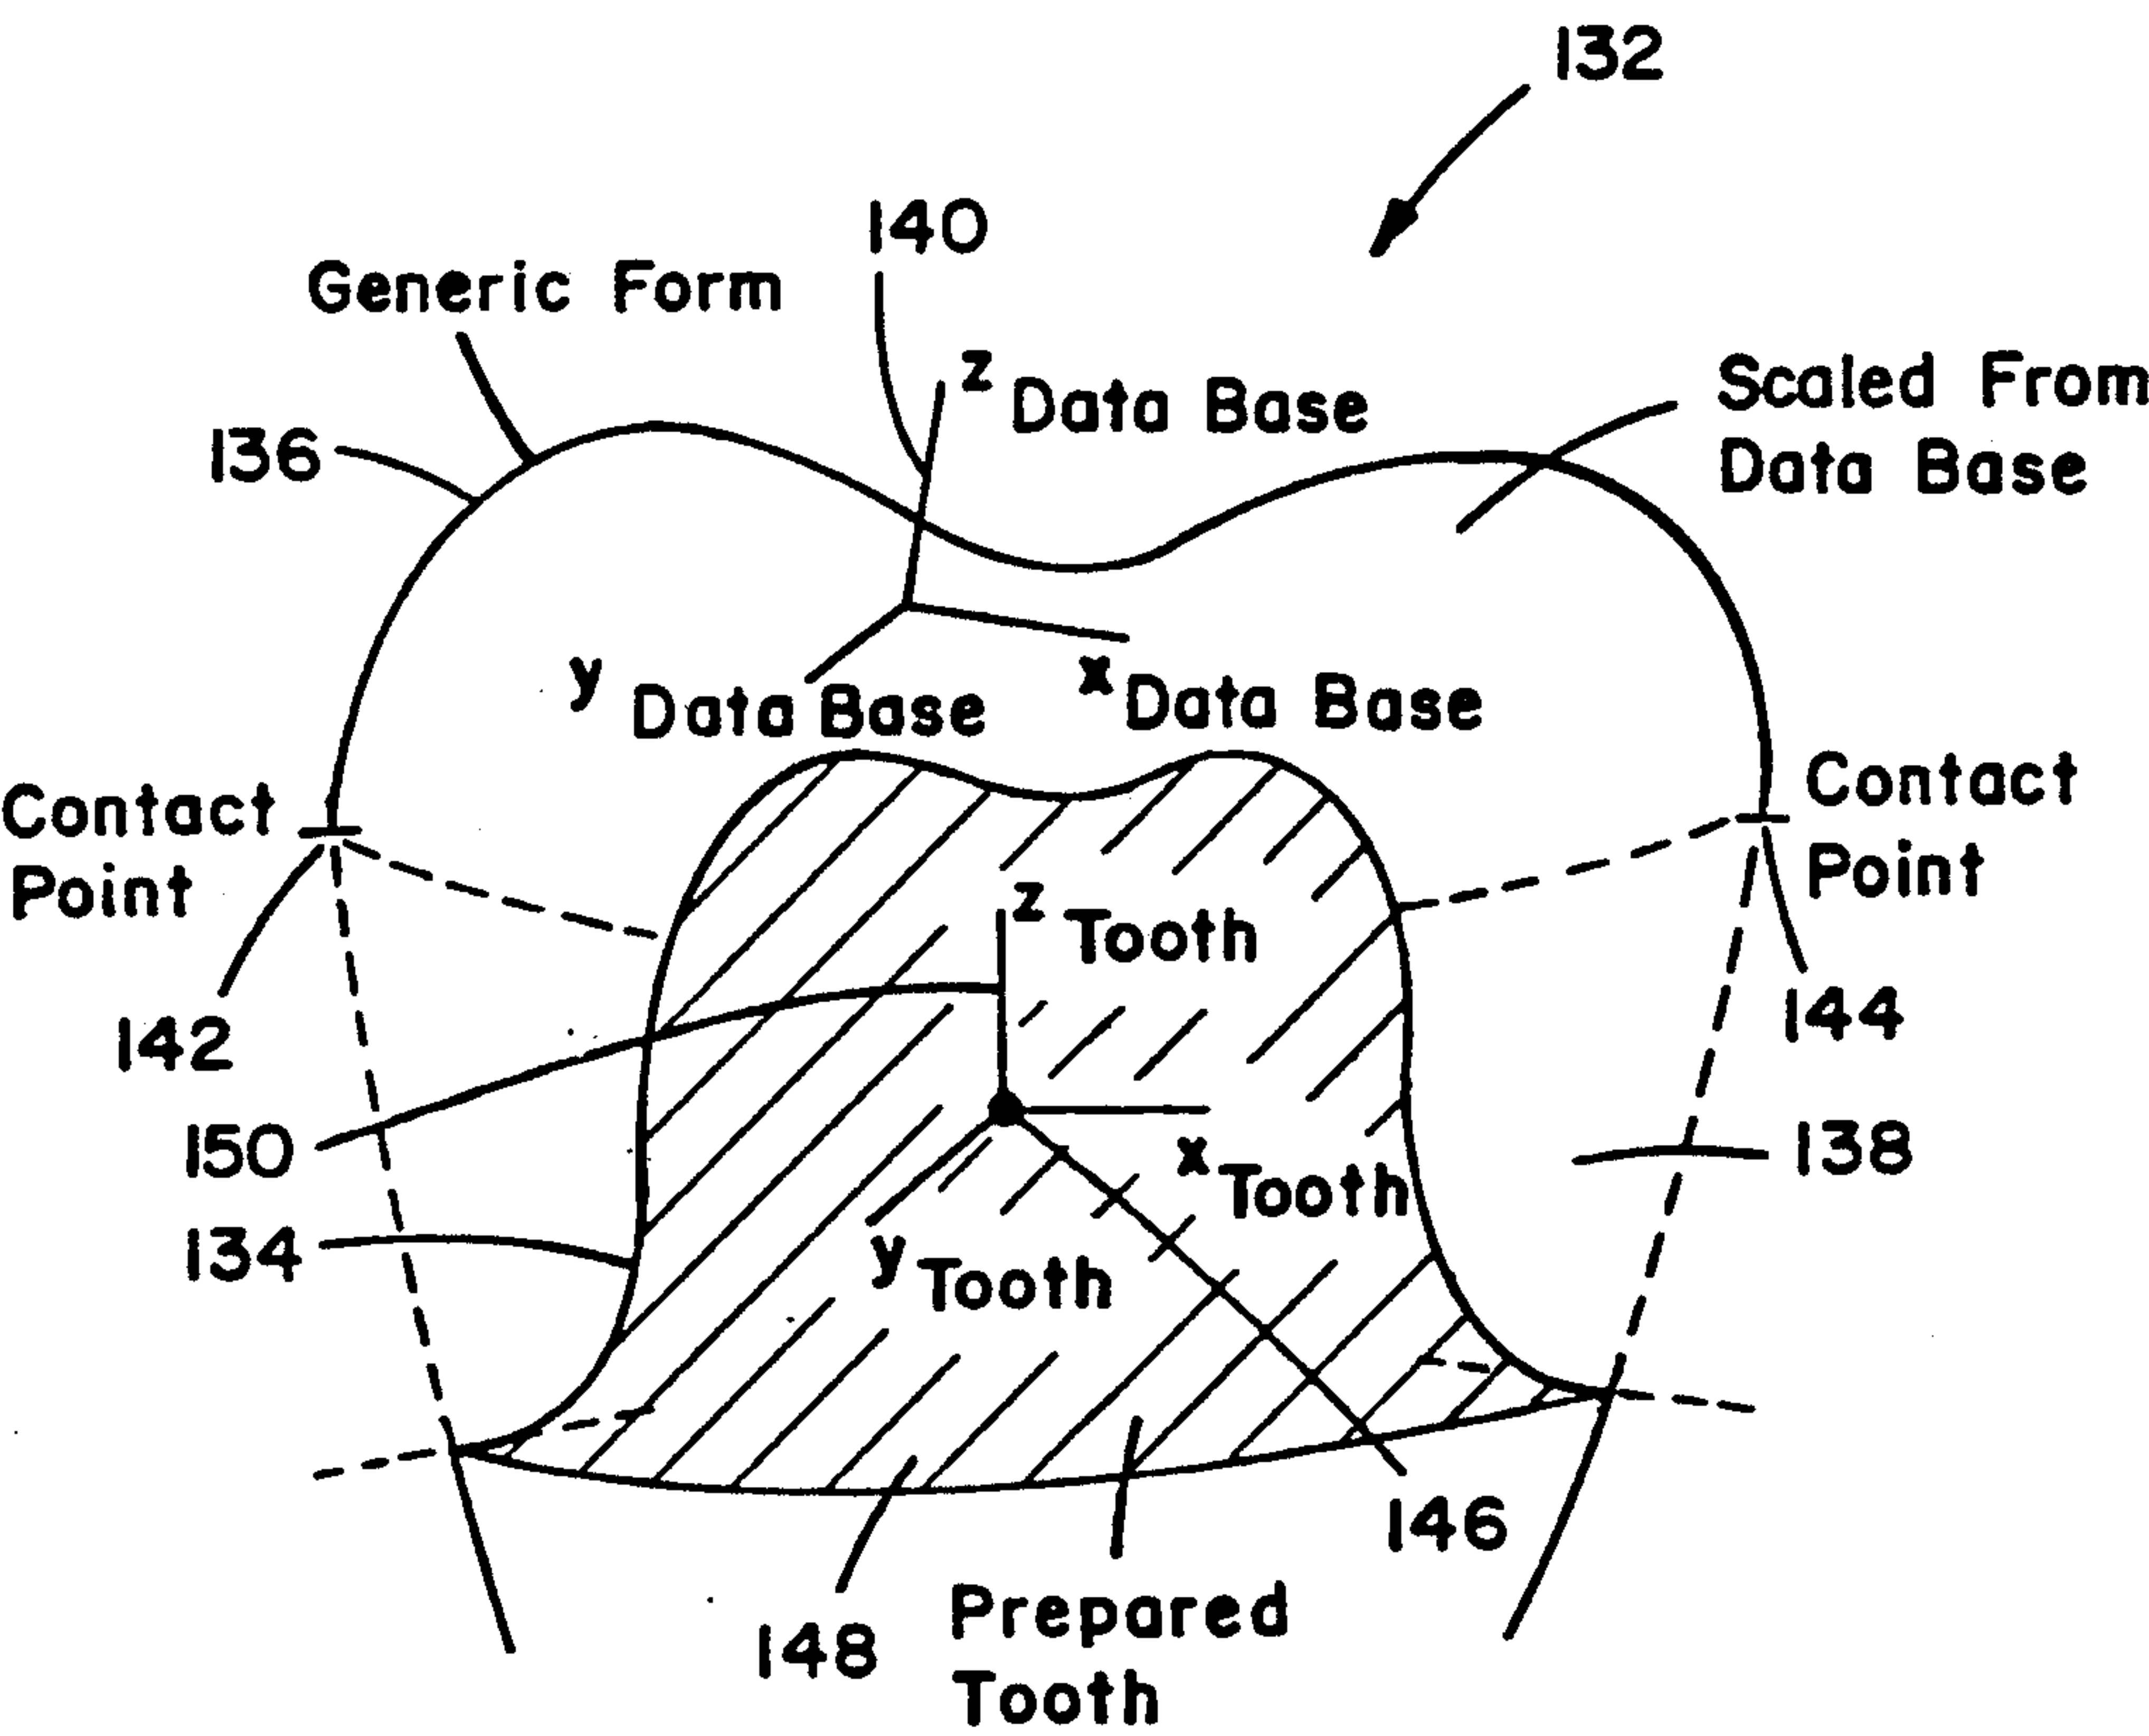 132
140
Generic Form
z Data Base
Scaled From
Data Base
136
y Data Base
x Data Base
Contact
Point
Contact
Point
z Tooth
142
144
150
x Tooth
138
134
y Tooth
146
148
Prepared
Tooth